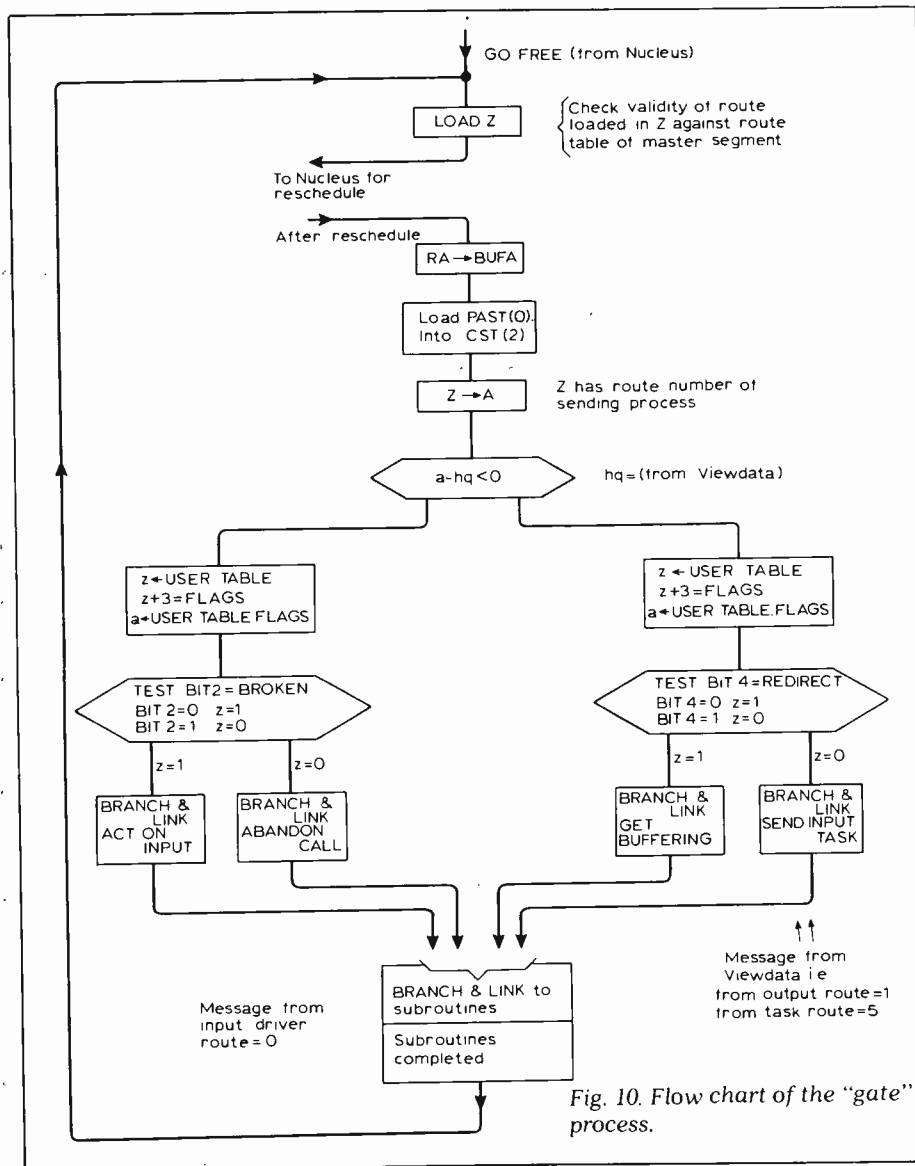 GO FREE (from Nucleus)
LOAD Z
Check validity of route
loaded in Z against route
table of master segment
To Nucleus for
reschedule
After reschedule
RA→BUFA
Load PAST(0).
Into CST(2)
Z→A
Z has route number of
sending process
a-hq<0
hq=(from Viewdata)
z←USER TABLE
z+3=FLAGS
a←USER TABLE FLAGS
z←USER TABLE
z+3=FLAGS
a←USER TABLE.FLAGS
TEST BIT2=BROKEN
BIT 2=0 z=1
BIT 2=1 z=0
TEST BIT 4=REDIRECT
BIT 4=0 z=1
BIT 4=1 z=0
z=1
z=0
z=1
z=0
BRANCH &
LINK
ACT ON
INPUT
BRANCH &
LINK
ABANDON
CALL
BRANCH &
LINK
GET
BUFFERING
BRANCH &
LINK
SEND INPUT
TASK
Message from
input driver
route=0
BRANCH & LINK to
subroutines
Subroutines
completed
Message from
Viewdata i e
from output route=1
from task route=5
Fig. 10. Flow chart of the "gate"
process.